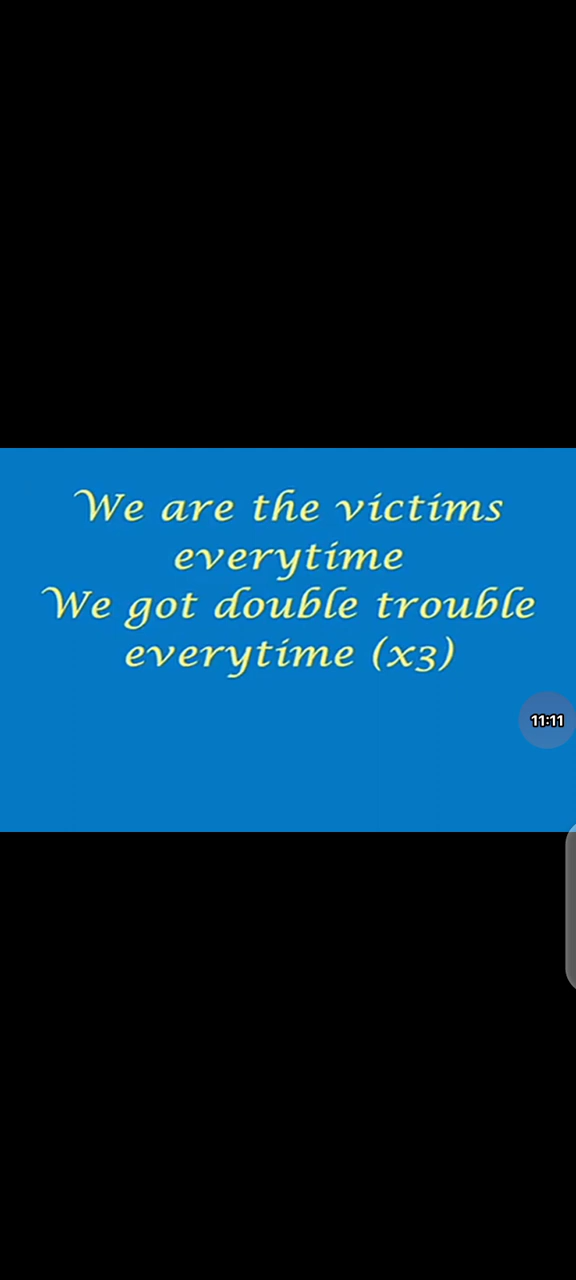 We are the victims
everytime
We got double trouble
everytime (x3)
11:11